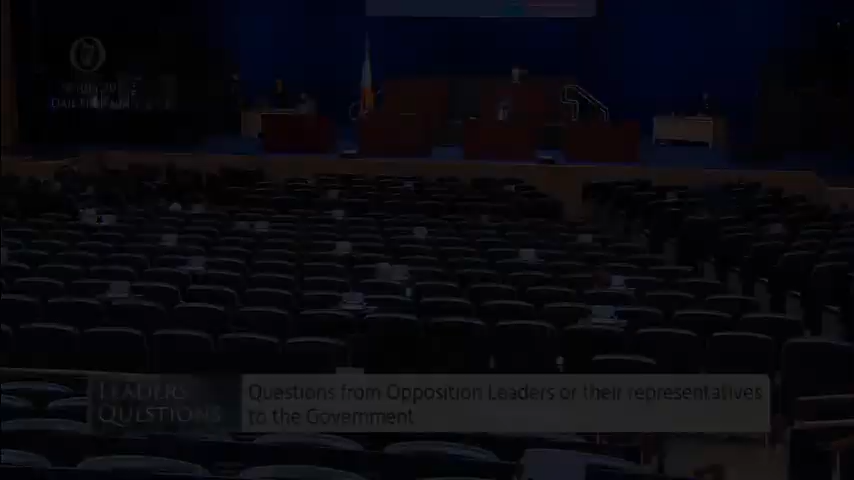 LEADERS'
QUESTIONS
Questions from Opposition Leaders or their representatives
to the Government